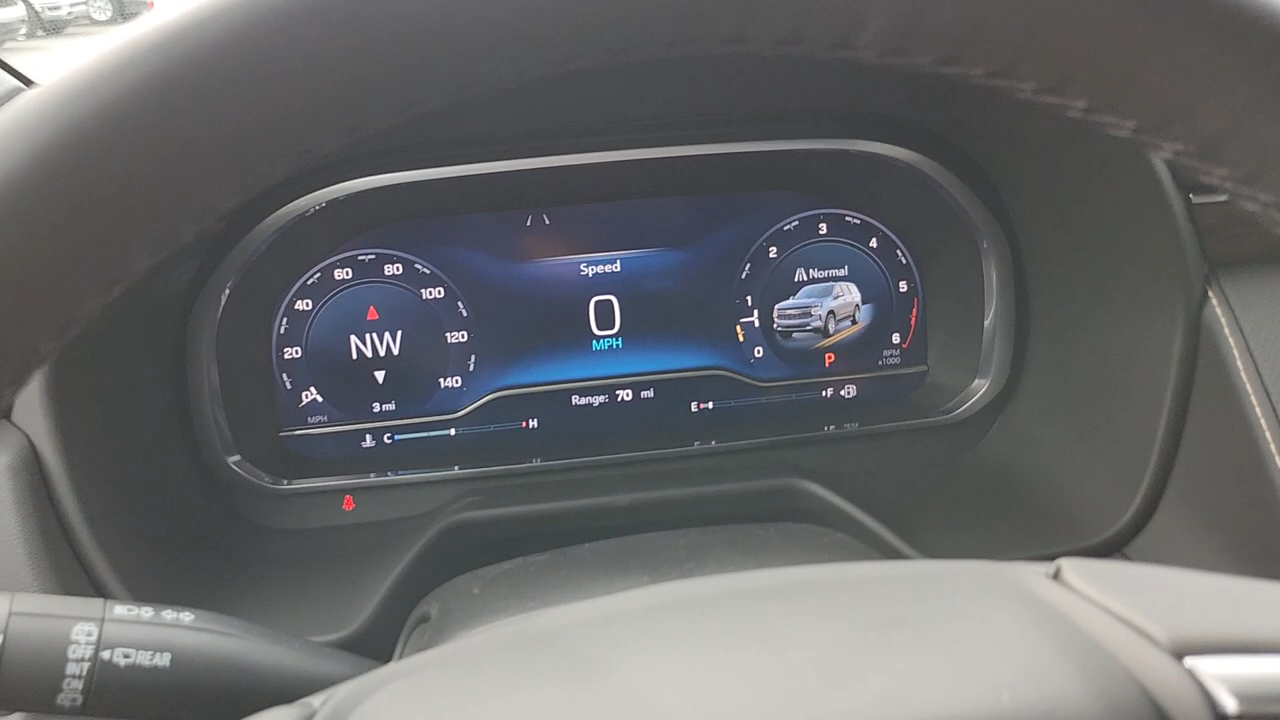 Speed
0
MPH
20
40
60
80
100
120
140
MPH
NW
3 mi
0
1
2
3
4
5
6
RPM
x1000
Normal
P
C
H
Range: 70 mi
E
F
OFF
INT
ON
REAR